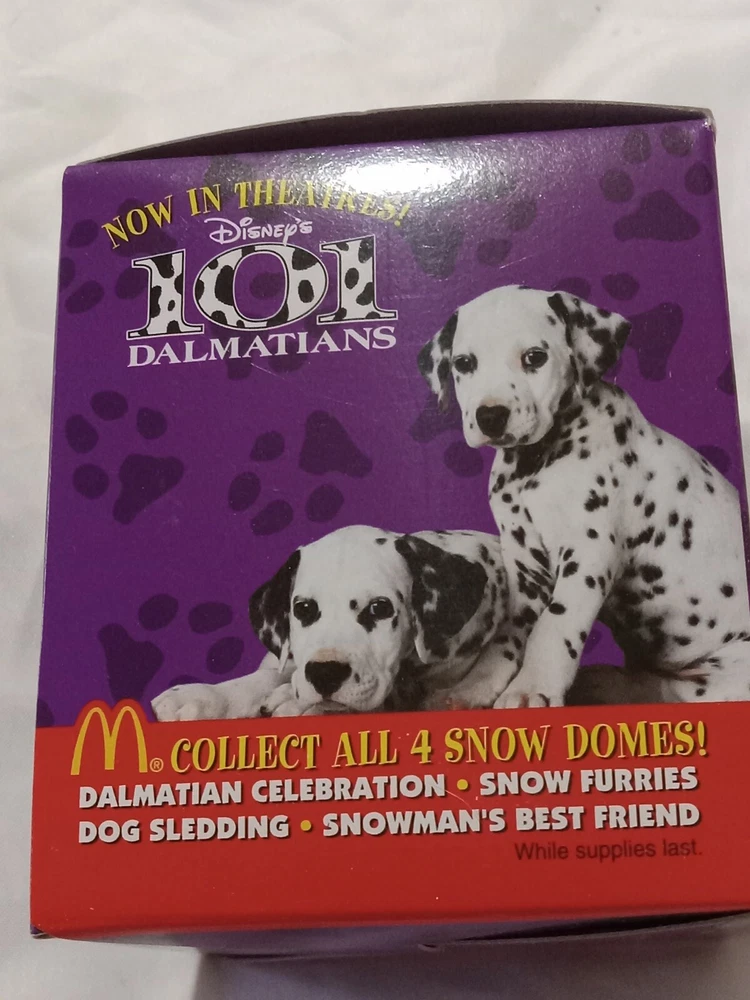 NOW IN THEATRES!
Disney's
101
DALMATIANS
M® COLLECT ALL 4 SNOW DOMES!
DALMATIAN CELEBRATION • SNOW FURRIES
DOG SLEDDING • SNOWMAN'S BEST FRIEND
While supplies last.